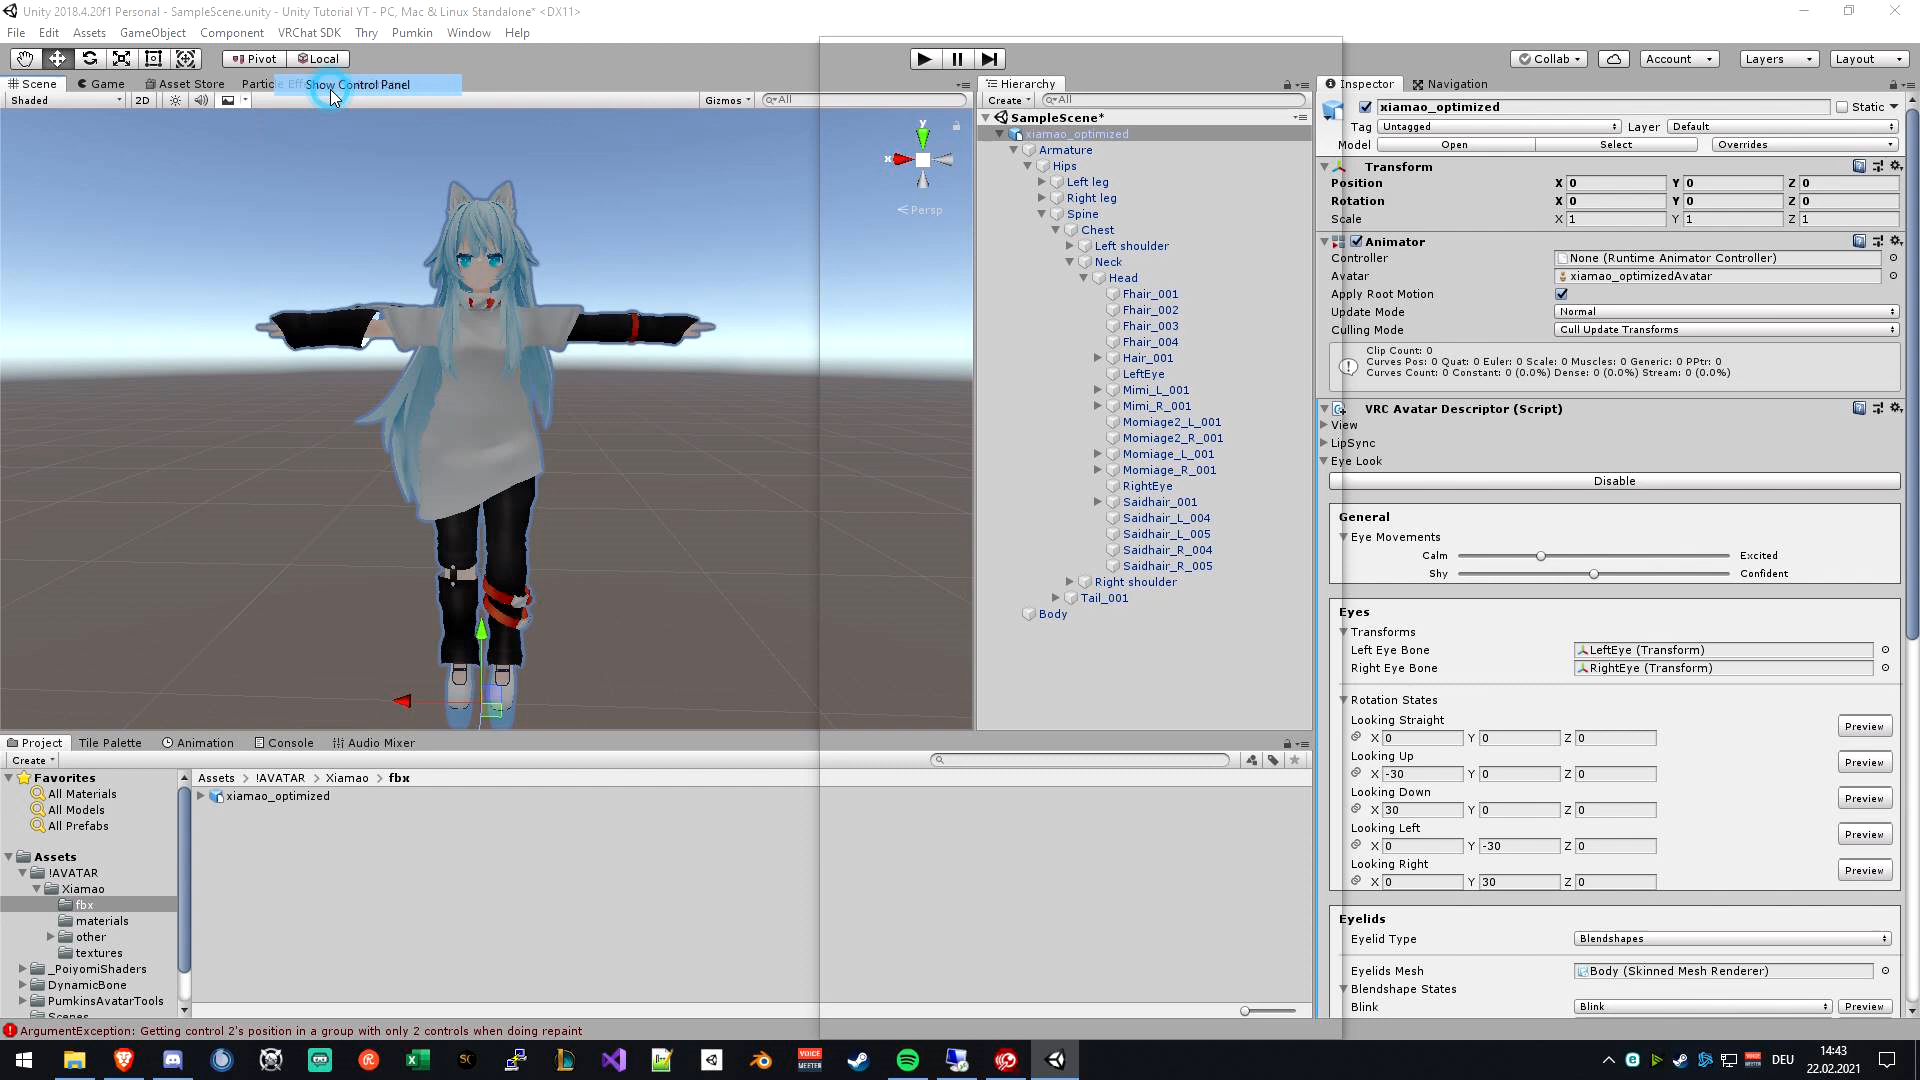 Unity 2018.4.20f1 Personal - SampleScene.unity - Unity Tutorial YT - PC, Mac & Linux Standalone* <DX11>
File Edit Assets GameObject Component VRChat SDK Thry Pumkin Window Help
Pivot Local Collab Account Layers Layout
Scene Game Asset Store Particle Eff Show Control Panel
Shaded 2D Gizmos All
Hierarchy
Create All
SampleScene*
xiamao_optimized
Armature
Hips
Left leg
Right leg
Spine
Chest
Left shoulder
Neck
Head
Fhair_001
Fhair_002
Fhair_003
Fhair_004
Hair_001
LeftEye
Mimi_L_001
Mimi_R_001
Momiage2_L_001
Momiage2_R_001
Momiage_L_001
Momiage_R_001
RightEye
Saidhair_001
Saidhair_L_004
Saidhair_L_005
Saidhair_R_004
Saidhair_R_005
Right shoulder
Tail_001
Body
y
x
Persp
Inspector Navigation
xiamao_optimized Static
Tag Untagged Layer Default
Model Open Select Overrides
Transform
Position X 0 Y 0 Z 0
Rotation X 0 Y 0 Z 0
Scale X 1 Y 1 Z 1
Animator
Controller None (Runtime Animator Controller)
Avatar xiamao_optimizedAvatar
Apply Root Motion
Update Mode Normal
Culling Mode Cull Update Transforms
Clip Count: 0
Curves Pos: 0 Quat: 0 Euler: 0 Scale: 0 Muscles: 0 Generic: 0 PPtr: 0
Curves Count: 0 Constant: 0 (0.0%) Dense: 0 (0.0%) Stream: 0 (0.0%)
VRC Avatar Descriptor (Script)
View
LipSync
Eye Look
Disable
General
Eye Movements
Calm Excited
Shy Confident
Eyes
Transforms
Left Eye Bone LeftEye (Transform)
Right Eye Bone RightEye (Transform)
Rotation States
Looking Straight
X 0 Y 0 Z 0 Preview
Looking Up
X -30 Y 0 Z 0 Preview
Looking Down
X 30 Y 0 Z 0 Preview
Looking Left
X 0 Y -30 Z 0 Preview
Looking Right
X 0 Y 30 Z 0 Preview
Eyelids
Eyelid Type Blendshapes
Eyelids Mesh Body (Skinned Mesh Renderer)
Blendshape States
Blink Blink Preview
Project Tile Palette Animation Console Audio Mixer
Create
Favorites
All Materials
All Models
All Prefabs
Assets
!AVATAR
Xiamao
fbx
materials
other
textures
_PoiyomiShaders
DynamicBone
PumkinsAvatarTools
Scenes
Assets > !AVATAR > Xiamao > fbx
xiamao_optimized
ArgumentException: Getting control 2's position in a group with only 2 controls when doing repaint
SC
VOICE MEETER
DEU
14:43
22.02.2021